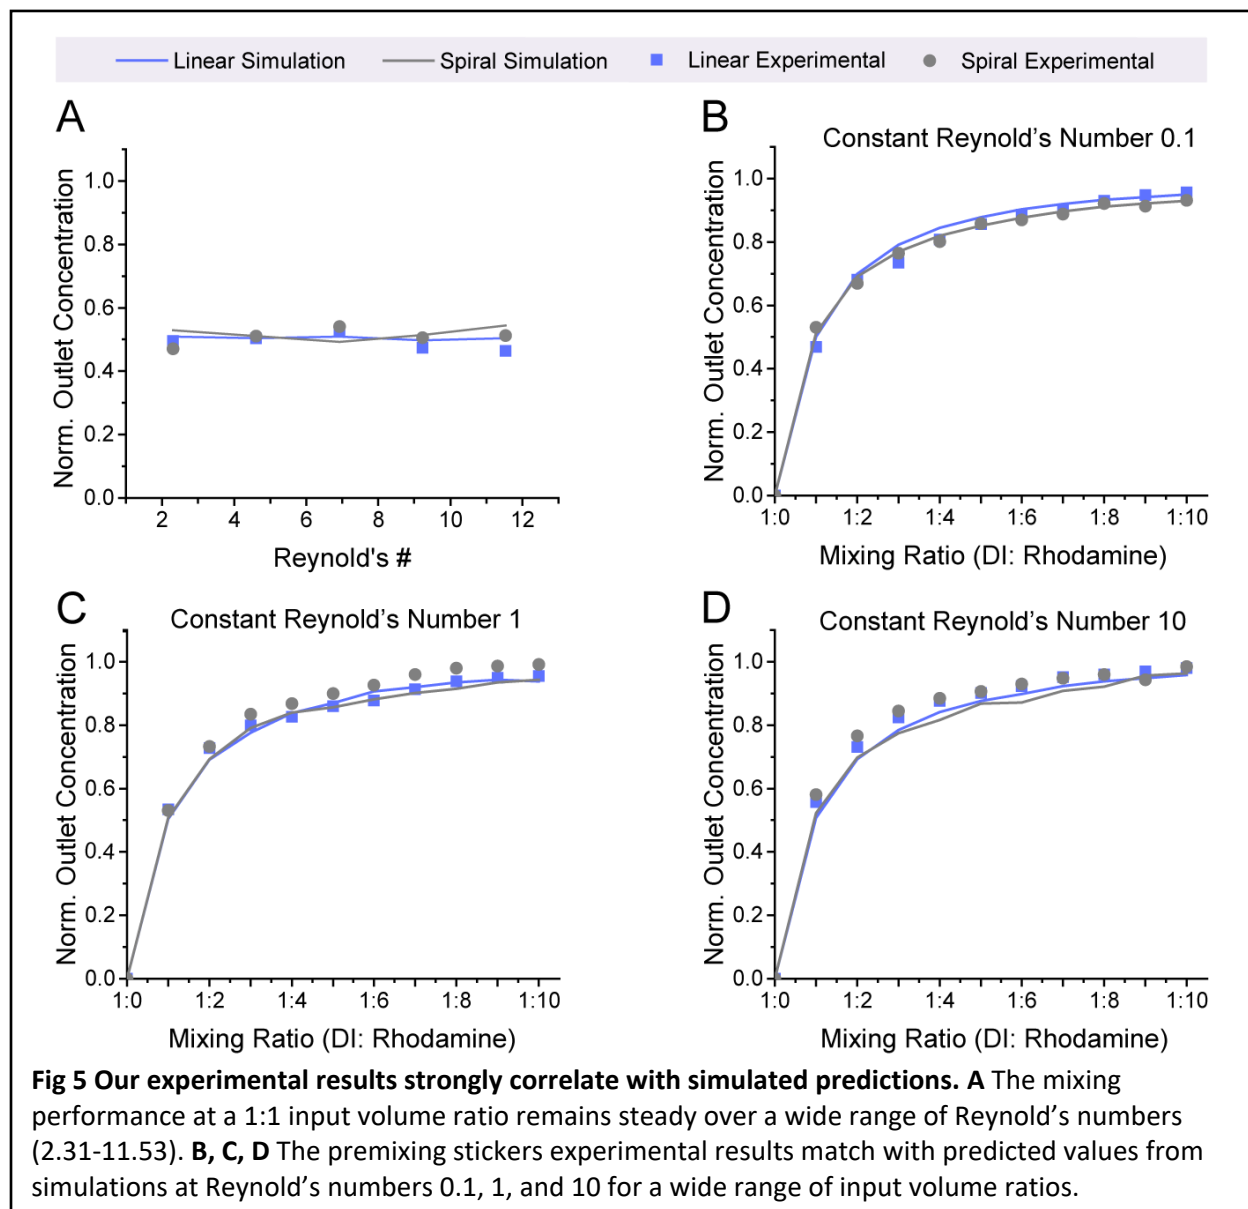 Linear Simulation Spiral Simulation Linear Experimental Spiral Experimental
A
Norm. Outlet Concentration
1.0
0.8
0.6
0.4
0.2
0.0
2 4 6 8 10 12
Reynold's #
B
Constant Reynold’s Number 0.1
Norm. Outlet Concentration
1.0
0.8
0.6
0.4
0.2
0.0
1:0 1:2 1:4 1:6 1:8 1:10
Mixing Ratio (DI: Rhodamine)
C
Constant Reynold’s Number 1
Norm. Outlet Concentration
1.0
0.8
0.6
0.4
0.2
0.0
1:0 1:2 1:4 1:6 1:8 1:10
Mixing Ratio (DI: Rhodamine)
D
Constant Reynold’s Number 10
Norm. Outlet Concentration
1.0
0.8
0.6
0.4
0.2
0.0
1:0 1:2 1:4 1:6 1:8 1:10
Mixing Ratio (DI: Rhodamine)
Fig 5 Our experimental results strongly correlate with simulated predictions. A The mixing
performance at a 1:1 input volume ratio remains steady over a wide range of Reynold’s numbers
(2.31-11.53). B, C, D The premixing stickers experimental results match with predicted values from
simulations at Reynold’s numbers 0.1, 1, and 10 for a wide range of input volume ratios.